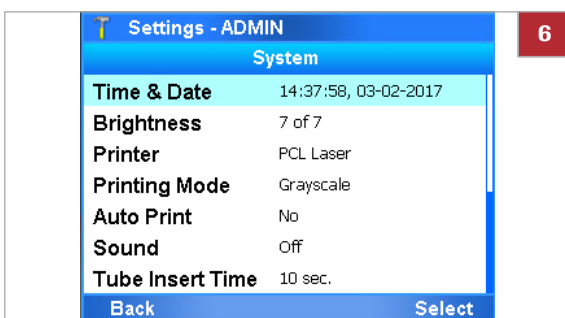 Settings - ADMIN
6
System
Time & Date 14:37:58, 03-02-2017
Brightness 7 of 7
Printer PCL Laser
Printing Mode Grayscale
Auto Print No
Sound Off
Tube Insert Time 10 sec.
Back Select